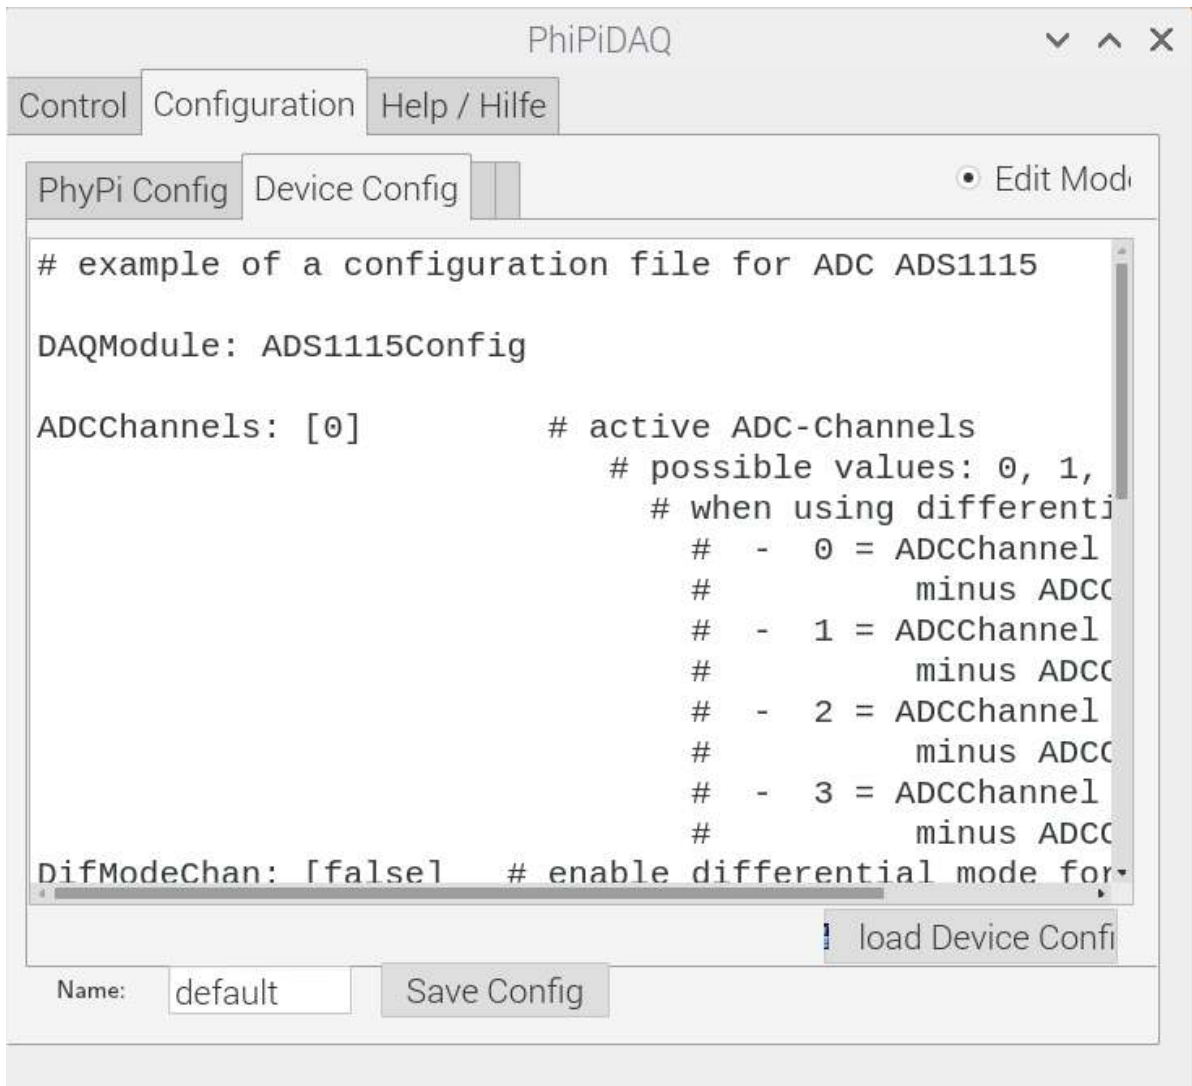 PhiPiDAQ
Control Configuration Help / Hilfe
PhyPi Config Device Config Edit Mod
# example of a configuration file for ADC ADS1115
DAQModule: ADS1115Config
ADCChannels: [0] # active ADC-Channels
# possible values: 0, 1,
# when using differenti
# - 0 = ADCChannel
# minus ADCC
# - 1 = ADCChannel
# minus ADCC
# - 2 = ADCChannel
# minus ADCC
# - 3 = ADCChannel
# minus ADCC
DifModeChan: [false] # enable differential mode for
load Device Confi
Name: default Save Config